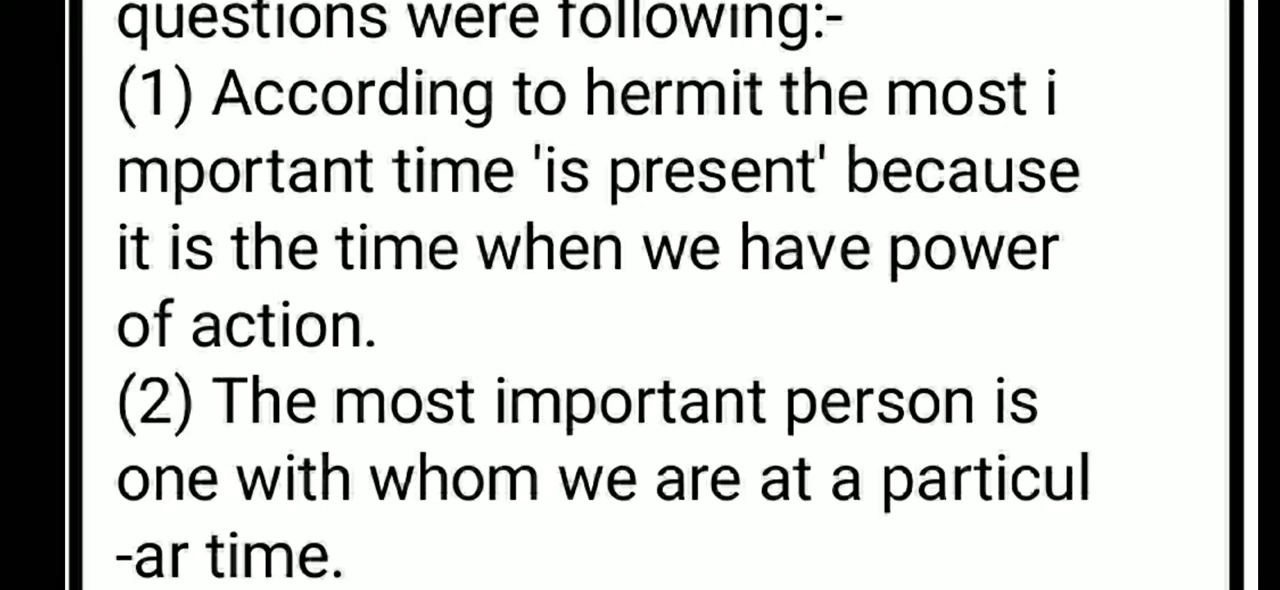 questions were following:-
(1) According to hermit the most i
mportant time 'is present' because
it is the time when we have power
of action.
(2) The most important person is
one with whom we are at a particul
-ar time.